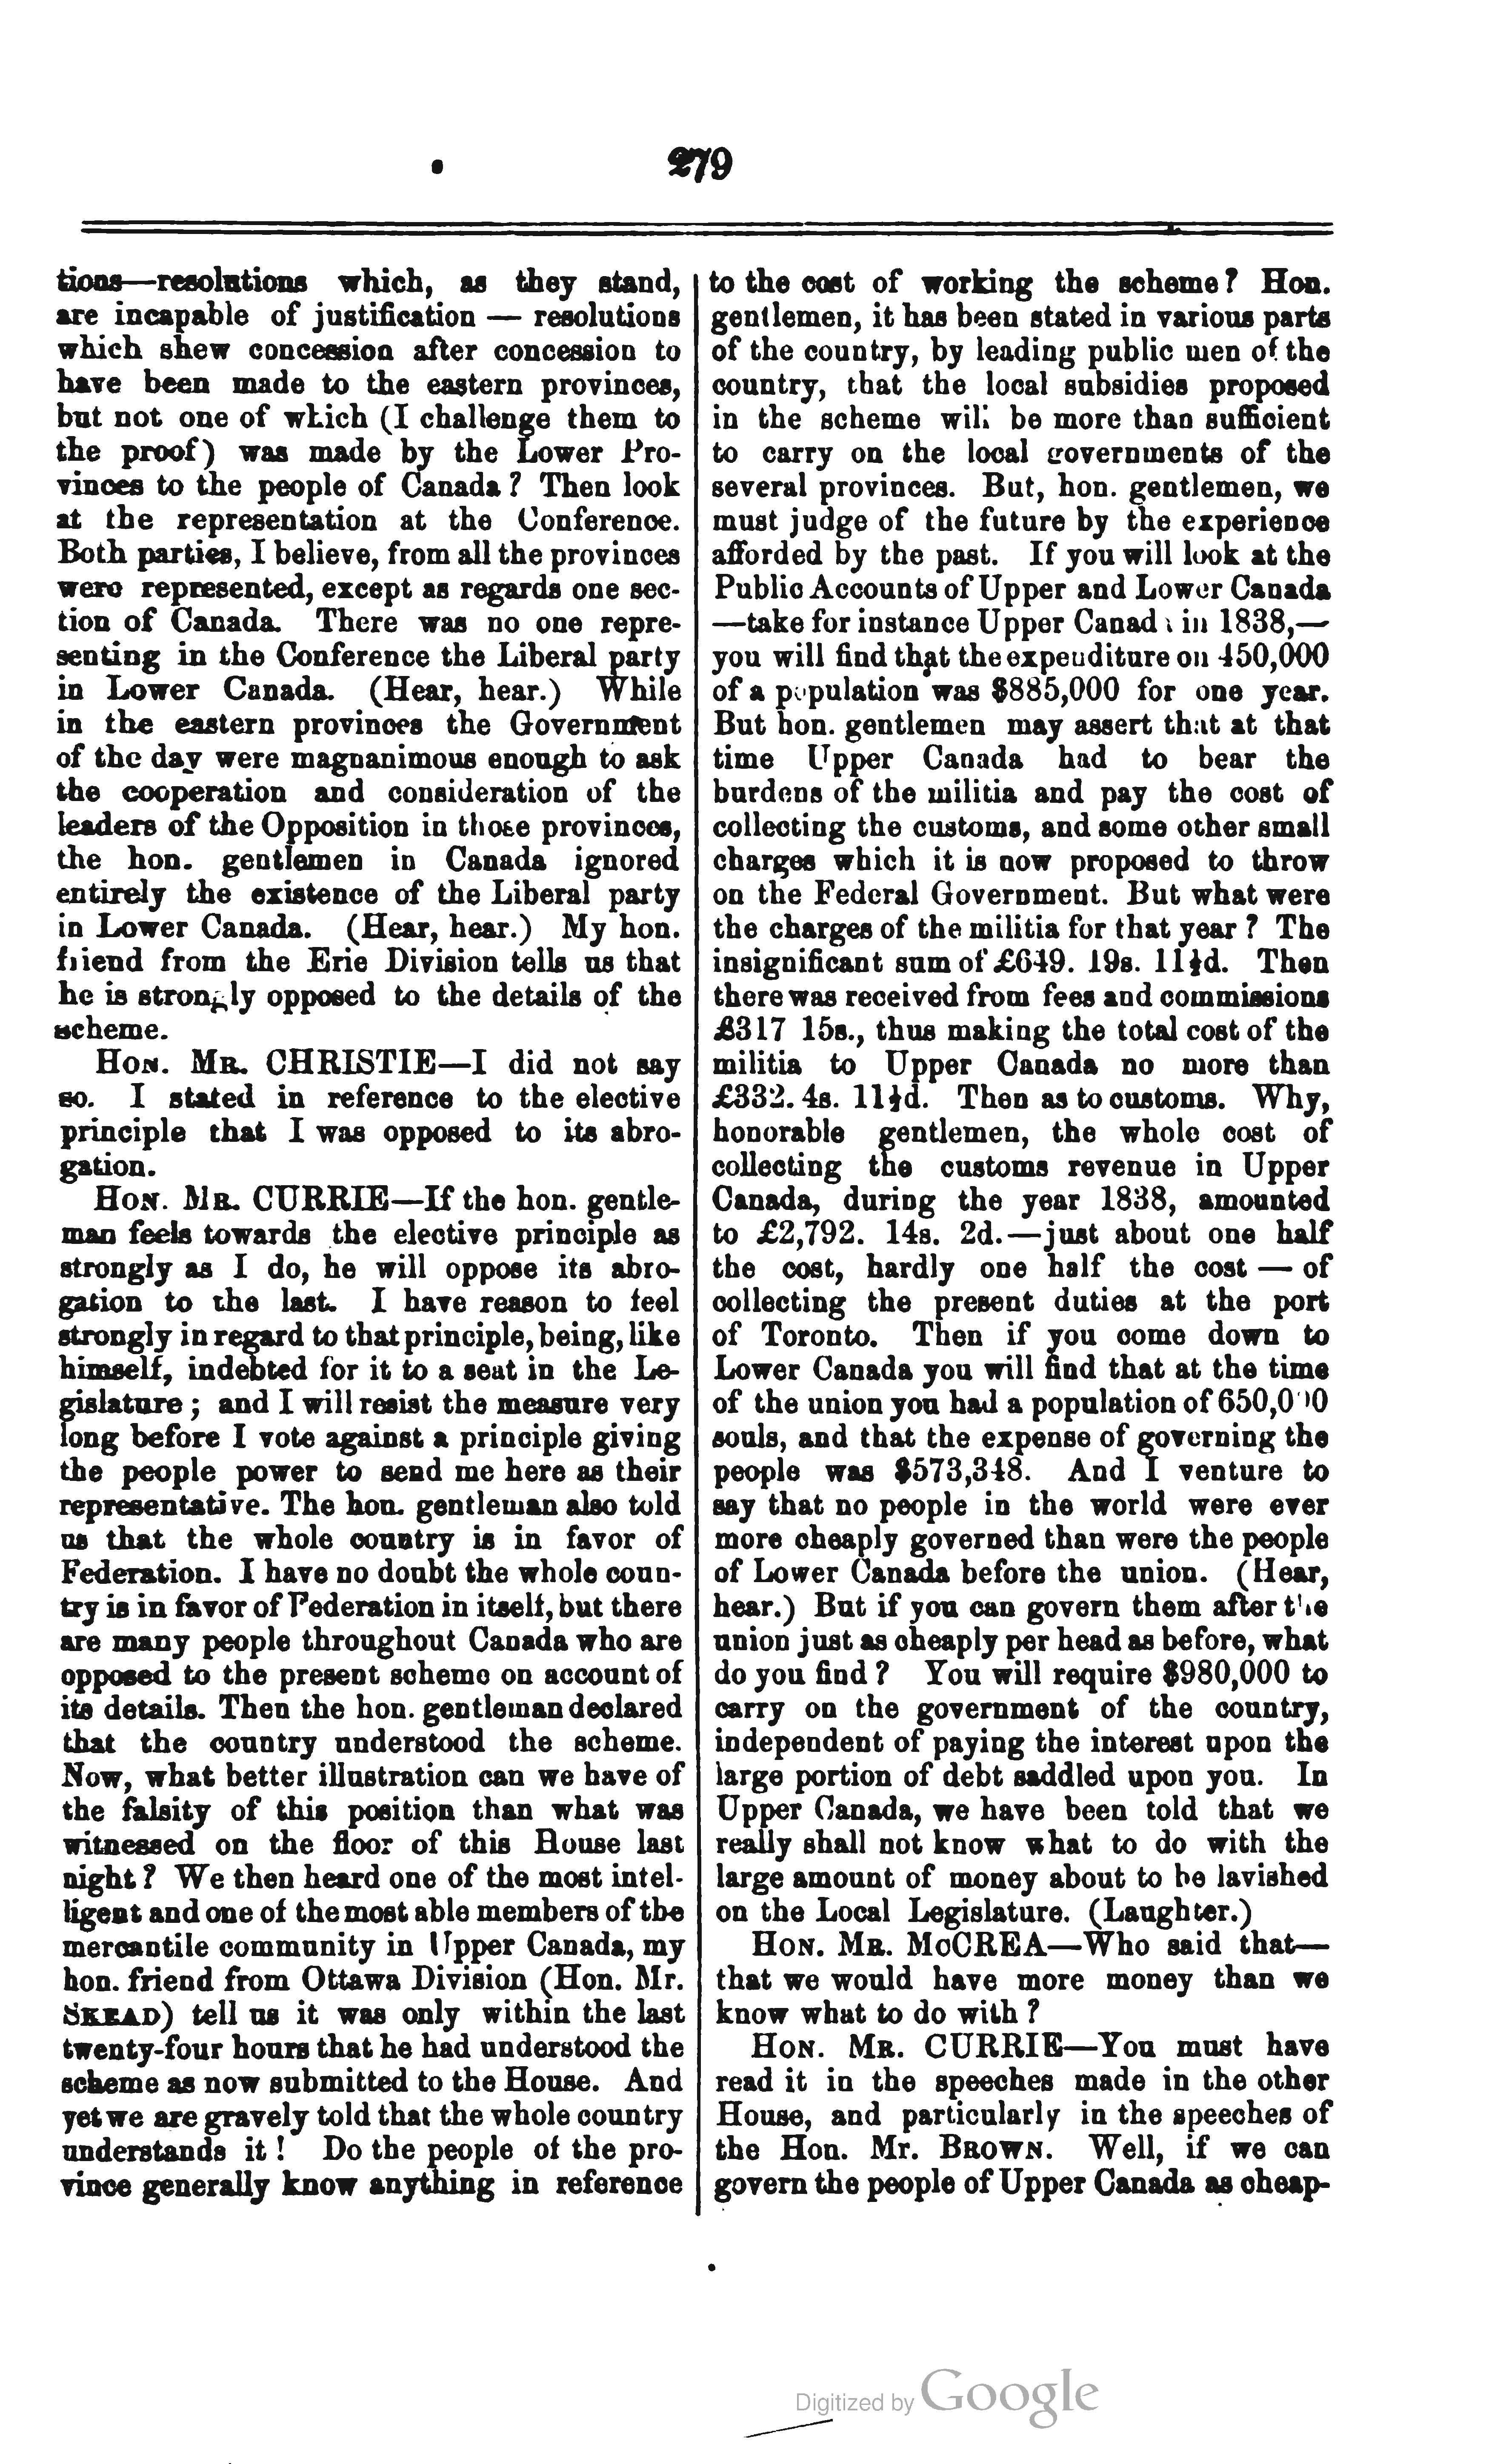 279
tions—resolutions which, as they stand,
are incapable of justification — resolutions
which shew concession after concession to
have been made to the eastern provinces,
but not one of which (I challenge them to
the proof) was made by the Lower Pro-
vinces to the people of Canada? Then look
at the representation at the Conference.
Both parties, I believe, from all the provinces
were represented, except as regards one sec-
tion of Canada. There was no one repre-
senting in the Conference the Liberal party
in Lower Canada. (Hear, hear.) While
in the eastern provinces the Government
of the day were magnanimous enough to ask
the cooperation and consideration of the
leaders of the Opposition in those provinces,
the hon. gentlemen in Canada ignored
entirely the existence of the Liberal party
in Lower Canada. (Hear, hear.) My hon.
friend from the Erie Division tells us that
he is strongly opposed to the details of the
scheme.
HON. MR. CHRISTIE—I did not say
so. I stated in reference to the elective
principle that I was opposed to its abro-
gation.
HON. MR. CURRIE—If the hon. gentle-
man feels towards the elective principle as
strongly as I do, he will oppose its abro-
gation to the last. I have reason to feel
strongly in regard to that principle, being, like
himself, indebted for it to a seat in the Le-
gislature; and I will resist the measure very
long before I vote against a principle giving
the people power to send me here as their
representative. The hon. gentleman also told
us that the whole country is in favor of
Federation. I have no doubt the whole coun-
try is in favor of Federation in itself, but there
are many people throughout Canada who are
opposed to the present scheme on account of
its details. Then the hon. gentleman declared
that the country understood the scheme.
Now, what better illustration can we have of
the falsity of this position than what was
witnessed on the floor of this House last
night? We then heard one of the most intel-
ligent and one of the most able members of the
mercantile community in Upper Canada, my
hon. friend from Ottawa Division (Hon. Mr.
SKEAD) tell us it was only within the last
twenty-four hours that he had understood the
scheme as now submitted to the House. And
yet we are gravely told that the whole country
understands it! Do the people of the pro-
vince generally know anything in reference
to the cost of working the scheme? Hon.
gentlemen, it has been stated in various parts
of the country, by leading public men of the
country, that the local subsidies proposed
in the scheme will be more than sufficient
to carry on the local governments of the
several provinces. But, hon. gentlemen, we
must judge of the future by the experience
afforded by the past. If you will look at the
Public Accounts of Upper and Lower Canada
—take for instance Upper Canada in 1838,—
you will find that the expenditure on 450,000
of a population was $885,000 for one year.
But hon. gentlemen may assert that at that
time Upper Canada had to bear the
burdens of the militia and pay the cost of
collecting the customs, and some other small
charges which it is now proposed to throw
on the Federal Government. But what were
the charges of the militia for that year? The
insignificant sum of £649. 19s. 11½d. Then
there was received from fees and commissions
£317 15s., thus making the total cost of the
militia to Upper Canada no more than
£332. 4s. 11½d. Then as to customs. Why,
honorable gentlemen, the whole cost of
collecting the customs revenue in Upper
Canada, during the year 1838, amounted
to £2,792. 14s. 2d.—just about one half
the cost, hardly one half the cost — of
collecting the present duties at the port
of Toronto. Then if you come down to
Lower Canada you will find that at the time
of the union you had a population of 650,000
souls, and that the expense of governing the
people was $573,348. And I venture to
say that no people in the world were ever
more cheaply governed than were the people
of Lower Canada before the union. (Hear,
hear.) But if you can govern them after the
union just as cheaply per head as before, what
do you find? You will require $980,000 to
carry on the government of the country,
independent of paying the interest upon the
large portion of debt saddled upon you. In
Upper Canada, we have been told that we
really shall not know what to do with the
large amount of money about to be lavished
on the Local Legislature. (Laughter.)
HON. MR. McCREA—Who said that—
that we would have more money than we
know what to do with?
HON. MR. CURRIE—You must have
read it in the speeches made in the other
House, and particularly in the speeches of
the Hon. Mr. BROWN. Well, if we can
govern the people of Upper Canada as cheap-
Digitized by Google